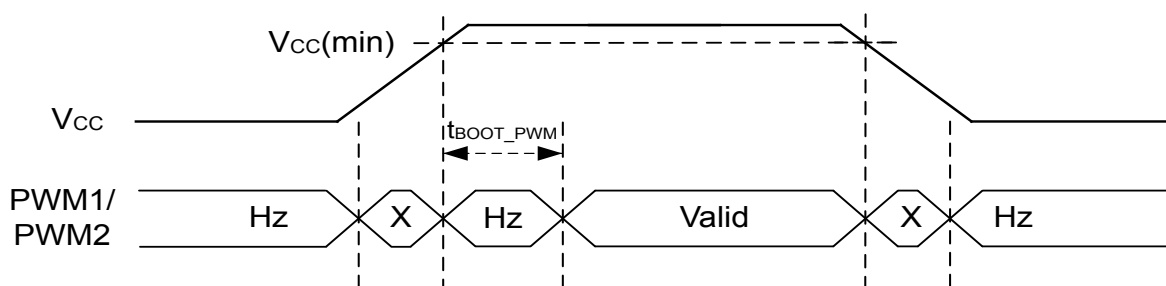 VCC(min)
VCC
tBOOT_PWM
PWM1/
PWM2
Hz
X
Hz
Valid
X
Hz